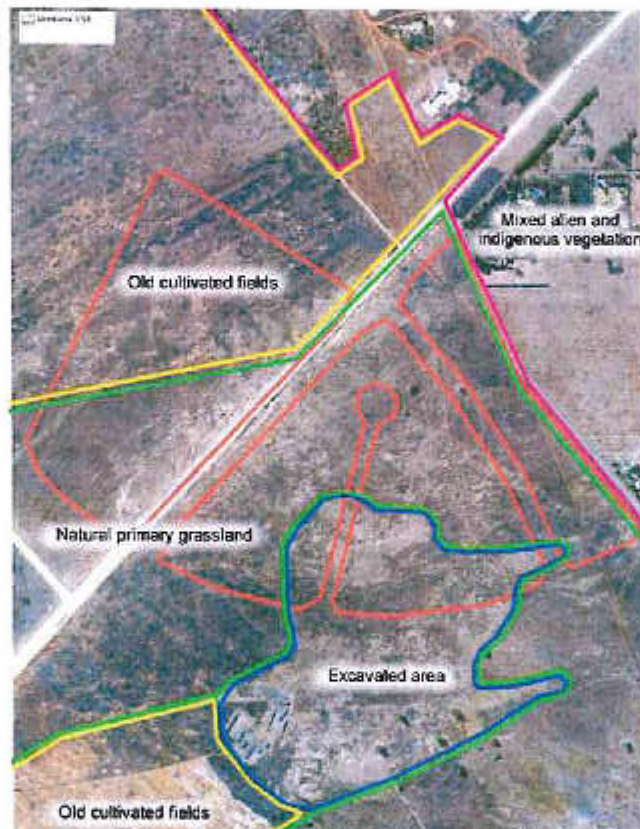 Mixed alien and
indigenous vegetation
Old cultivated fields
Natural primary grassland
Excavated area
Old cultivated fields